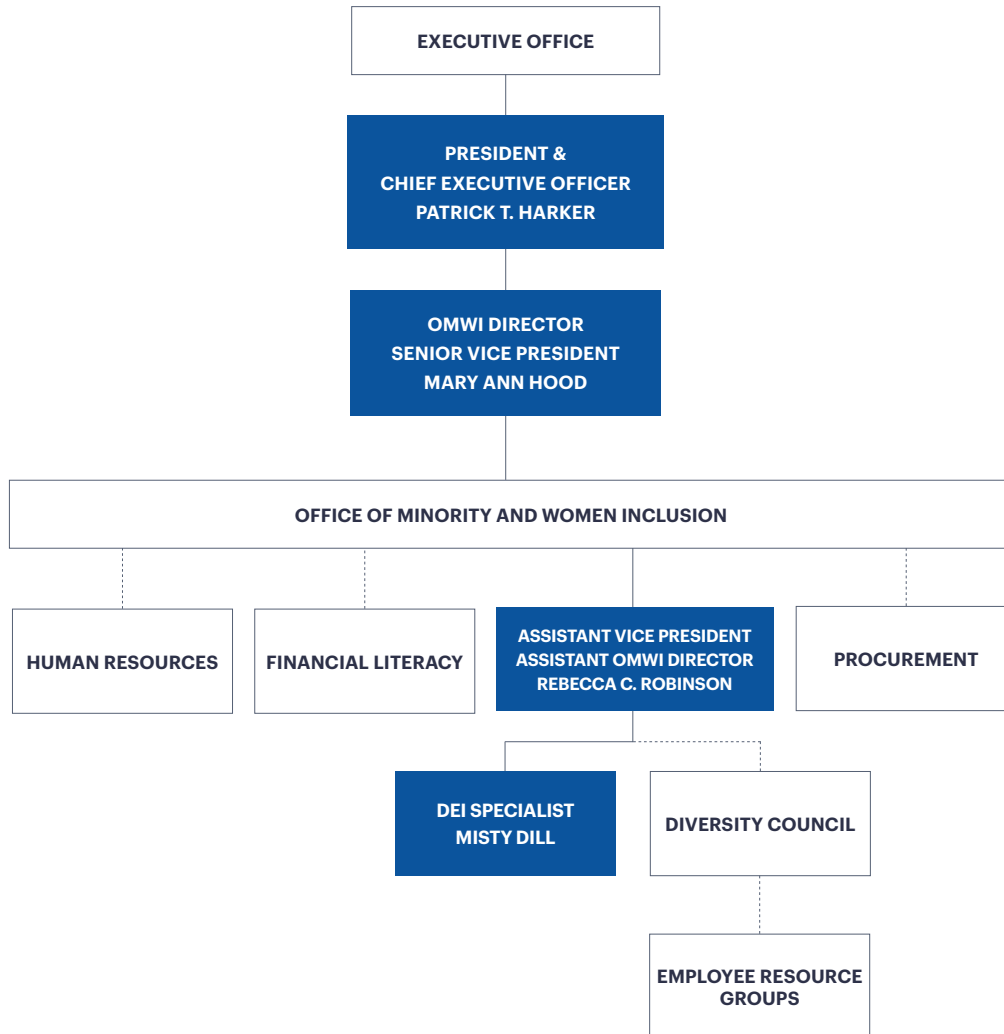 EXECUTIVE OFFICE
PRESIDENT &
CHIEF EXECUTIVE OFFICER
PATRICK T. HARKER
OMWI DIRECTOR
SENIOR VICE PRESIDENT
MARY ANN HOOD
OFFICE OF MINORITY AND WOMEN INCLUSION
HUMAN RESOURCES
FINANCIAL LITERACY
ASSISTANT VICE PRESIDENT
ASSISTANT OMWI DIRECTOR
REBECCA C. ROBINSON
PROCUREMENT
DEI SPECIALIST
MISTY DILL
DIVERSITY COUNCIL
EMPLOYEE RESOURCE
GROUPS